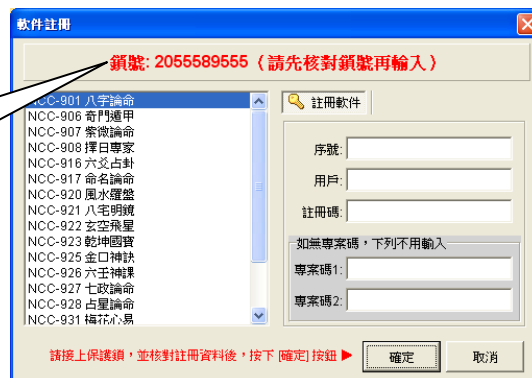 軟件註冊
鎖號: 2055589555（請先核對鎖號再輸入）
NCC-901 八字論命
NCC-906 奇門遁甲
NCC-907 紫微論命
NCC-908 擇日專家
NCC-916 六爻占卦
NCC-917 命名論命
NCC-920 風水羅盤
NCC-921 八宅明鏡
NCC-922 玄空飛星
NCC-923 乾坤國寶
NCC-925 金口神訣
NCC-926 六壬神課
NCC-927 七政論命
NCC-928 占星論命
NCC-931 梅花心易
註冊軟件
序號:
用戶:
註冊碼:
如無專案碼，下列不用輸入
專案碼1:
專案碼2:
請接上保護鎖，並核對註冊資料後，按下 [確定] 按鈕 ▶
確定
取消